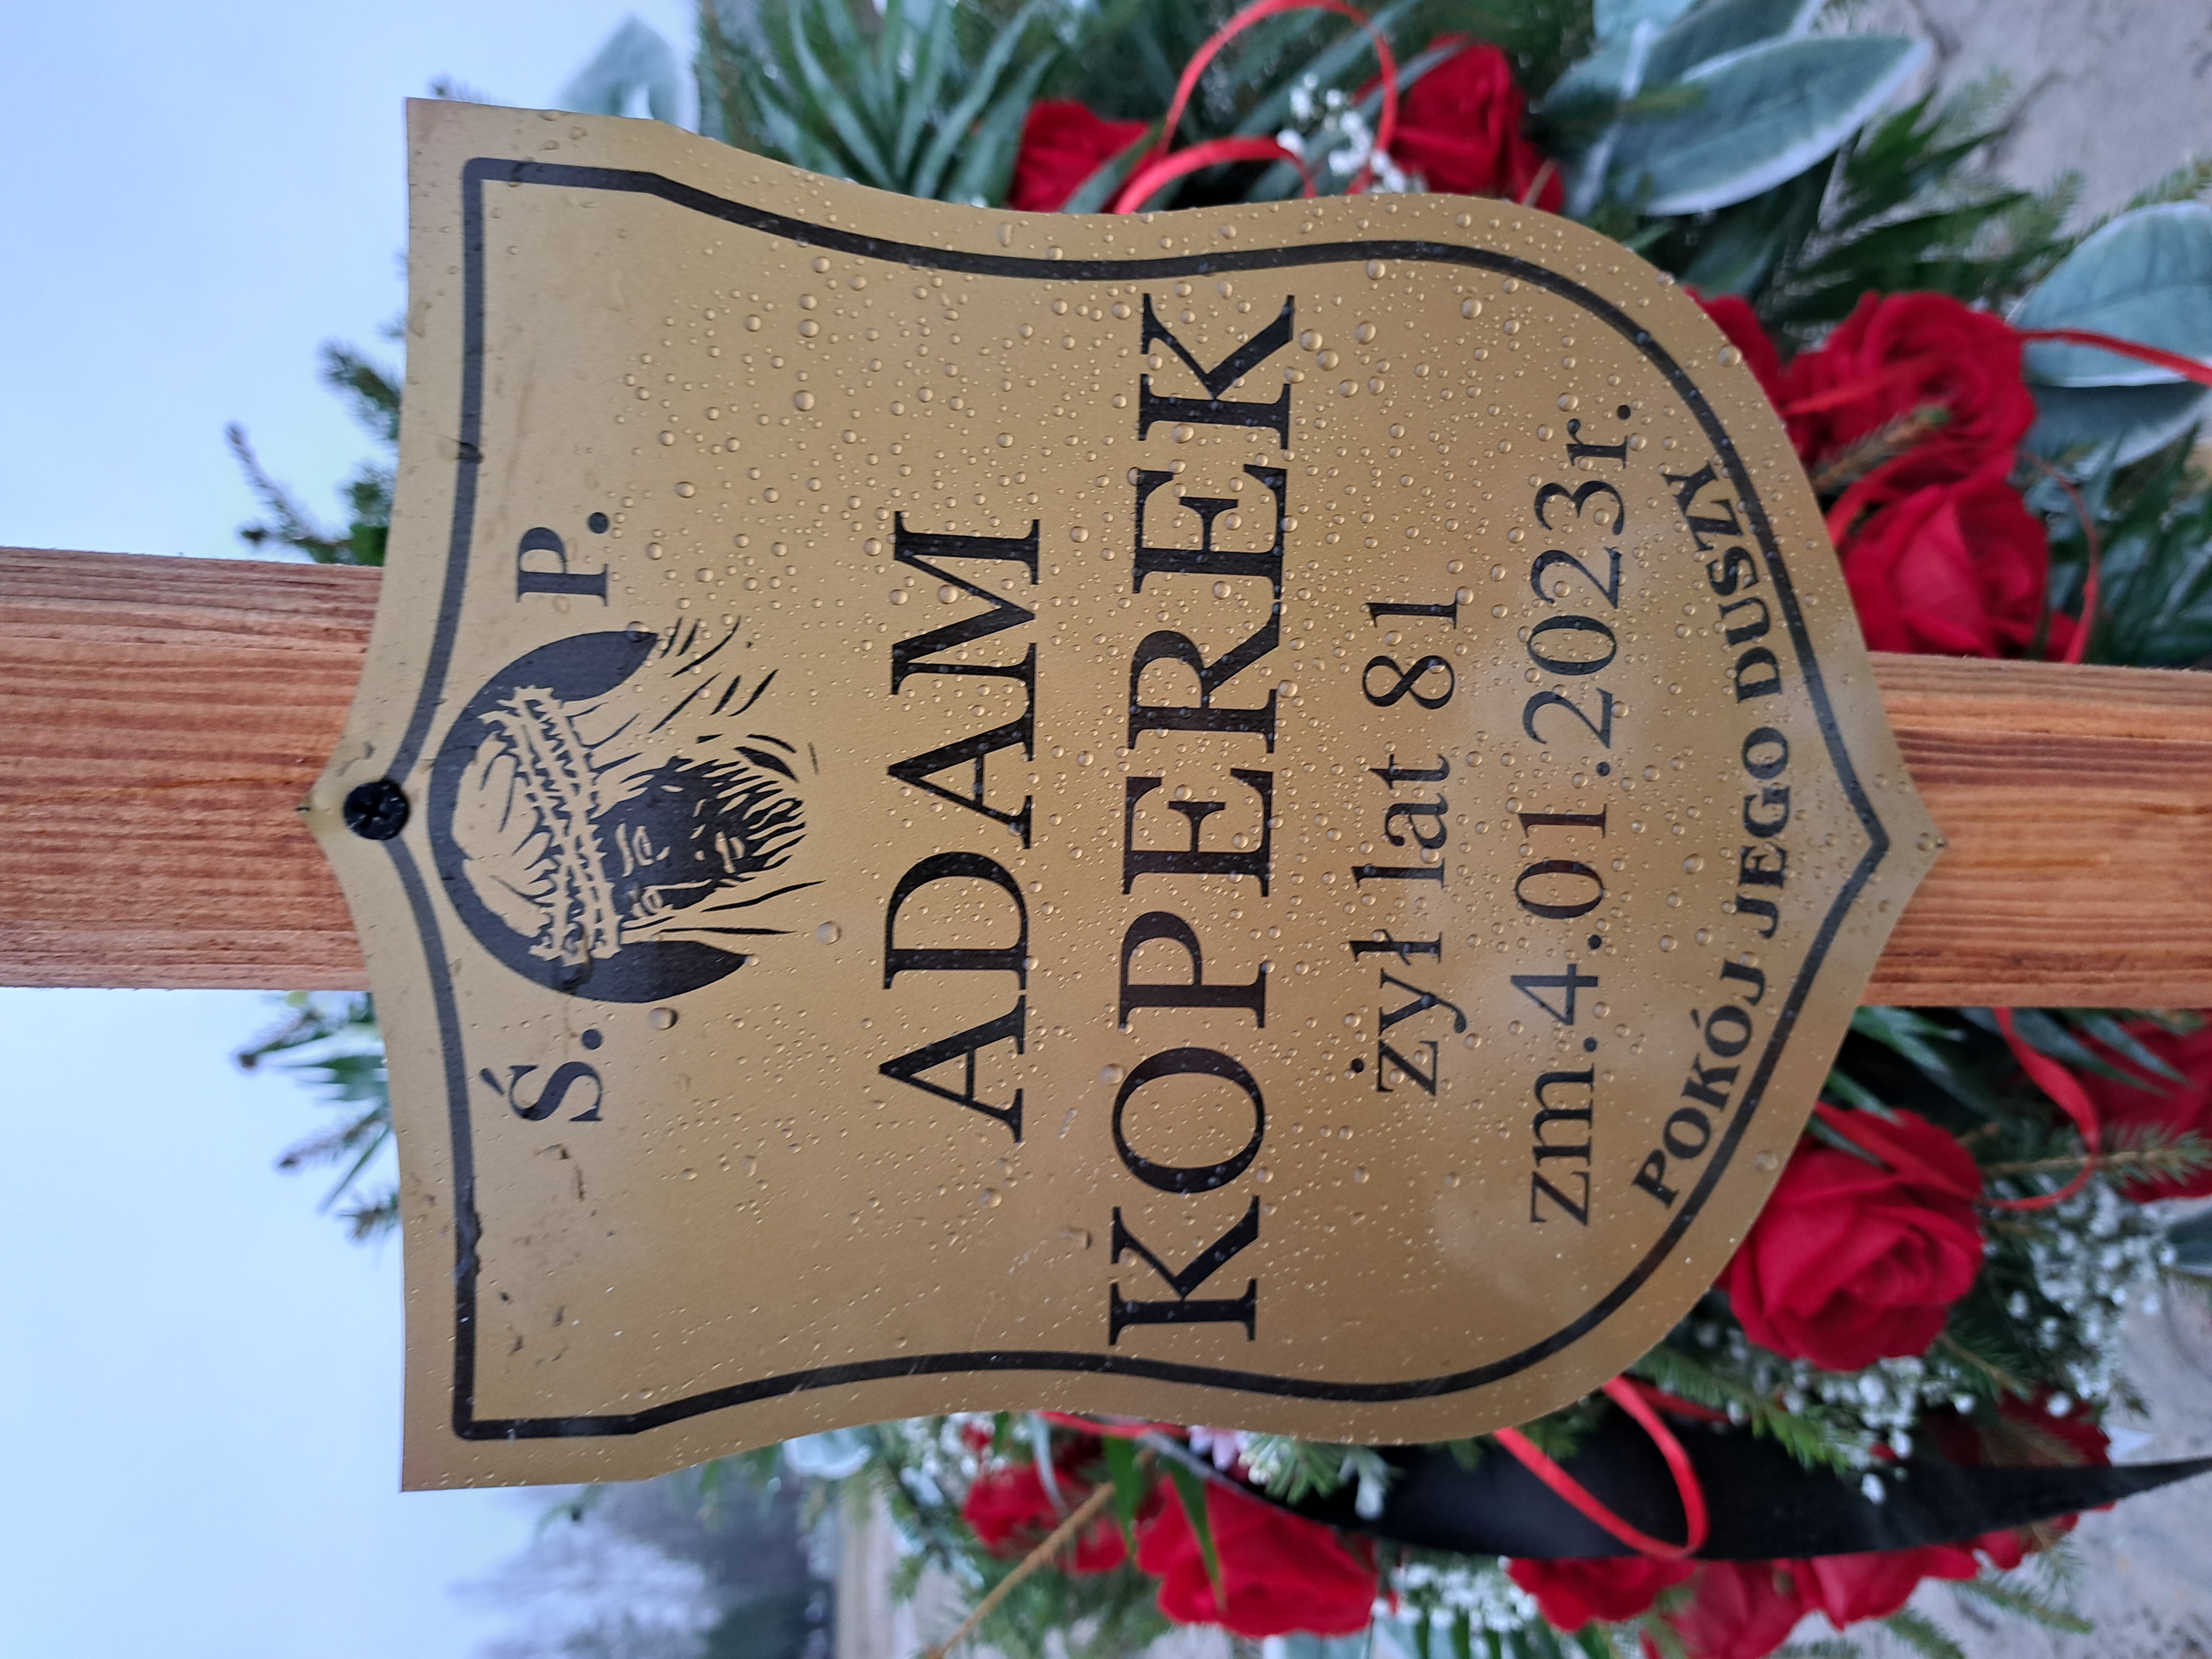 Ś. P.
ADAM
KOPEREK
żył lat 81
zm.4.01.2023r.
POKÓJ JEGO DUSZY